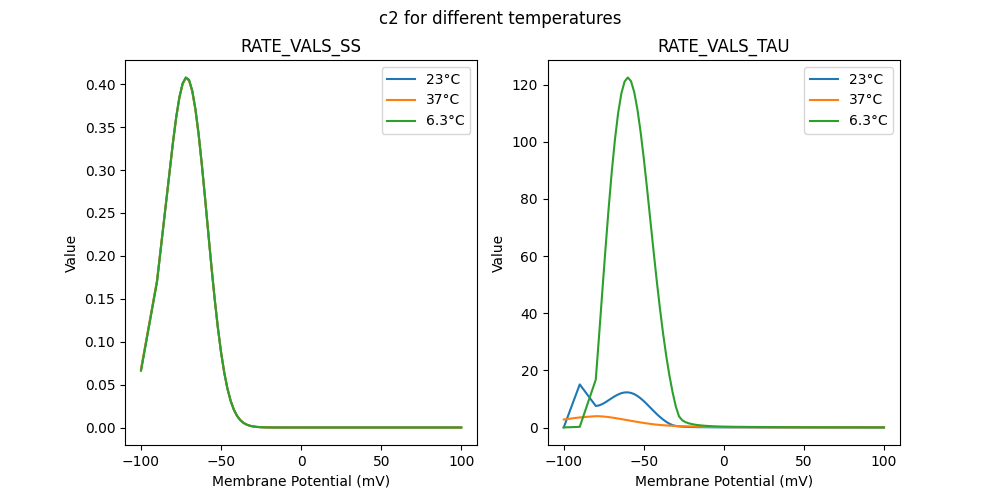 c2 for different temperatures
RATE_VALS_SS
RATE_VALS_TAU
0.40
0.35
0.30
0.25
0.20
0.15
0.10
0.05
0.00
Value
23°C
37°C
6.3°C
−100
−50
0
50
100
Membrane Potential (mV)
120
100
80
60
40
20
0
Value
23°C
37°C
6.3°C
−100
−50
0
50
100
Membrane Potential (mV)